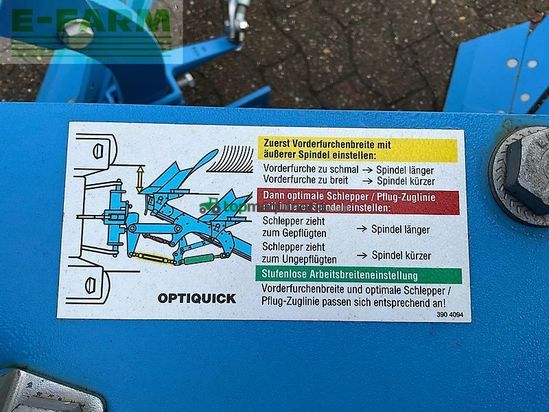 E-FARM
Zuerst Vorderfurchenbreite mit
äußerer Spindel einstellen:
Vorderfurche zu schmal → Spindel länger
Vorderfurche zu breit → Spindel kürzer
Dann optimale Schlepper / Pflug-Zuglinie
mit innerer Spindel einstellen:
Schlepper zieht
zum Gepflügten → Spindel länger
Schlepper zieht
zum Ungepflügten → Spindel kürzer
Stufenlose Arbeitsbreiteneinstellung
Vorderfurchenbreite und optimale Schlepper /
Pflug-Zuglinie passen sich entsprechend an!
OPTIQUICK
390 4094